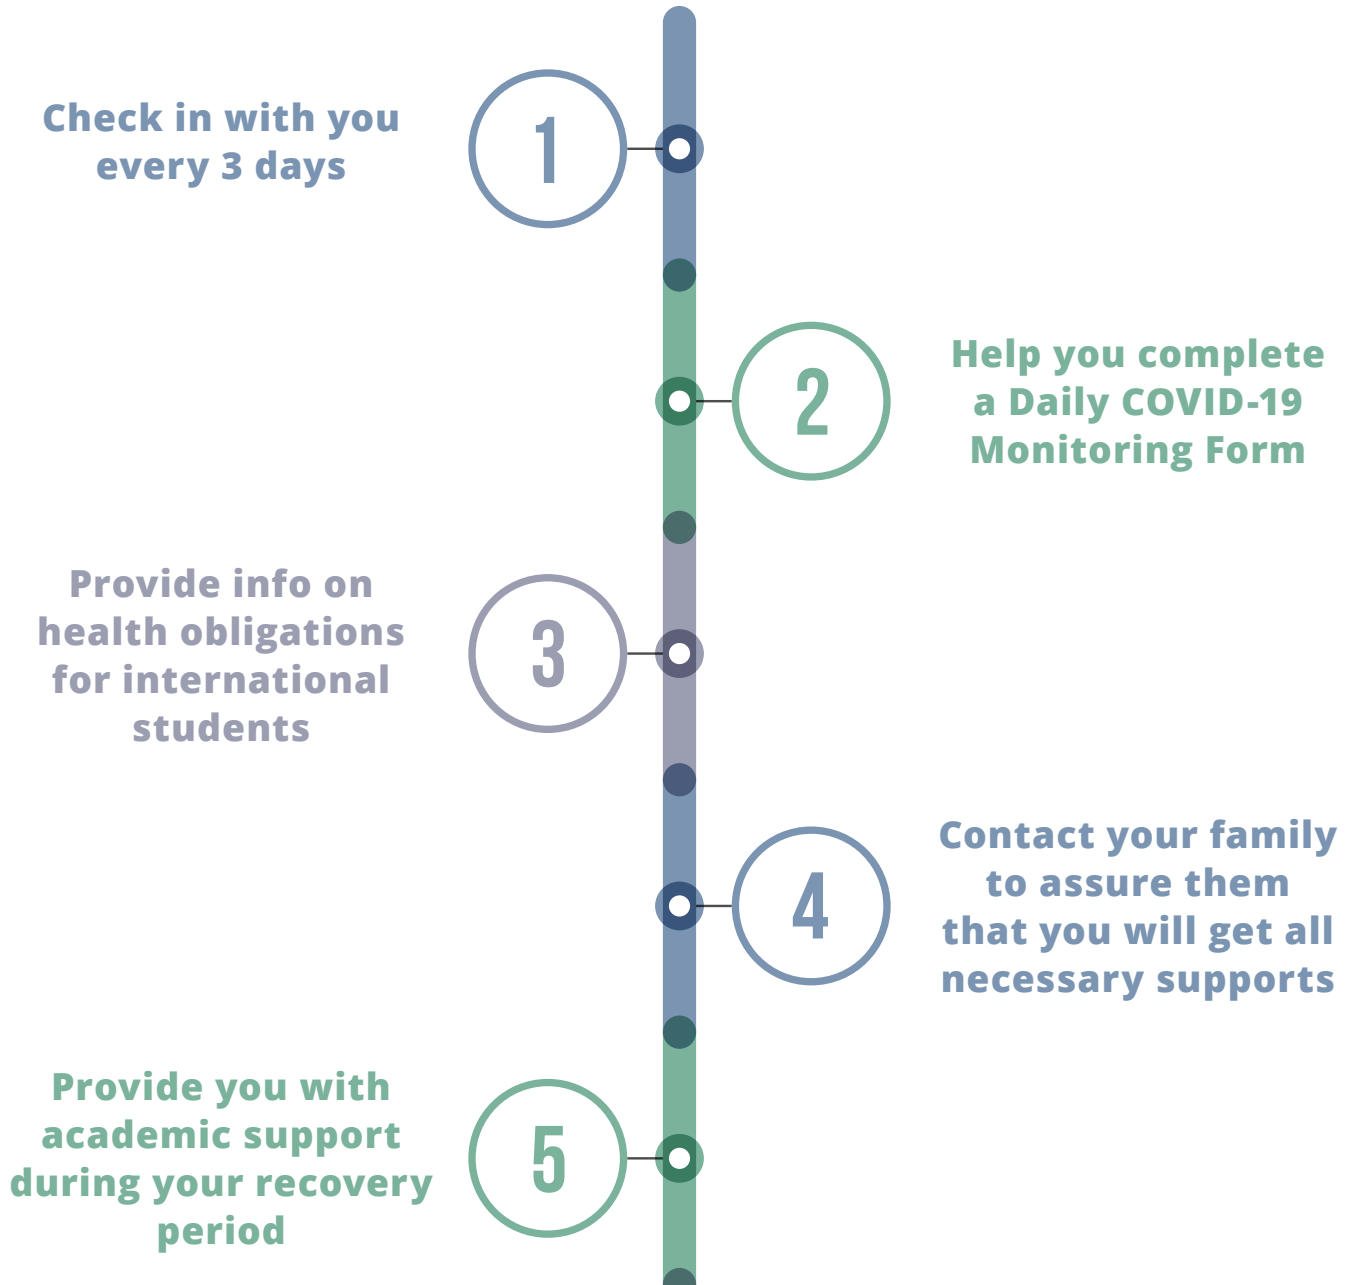 Check in with you
every 3 days
1
2
Help you complete
a Daily COVID-19
Monitoring Form
Provide info on
health obligations
for international
students
3
4
Contact your family
to assure them
that you will get all
necessary supports
Provide you with
academic support
during your recovery
period
5